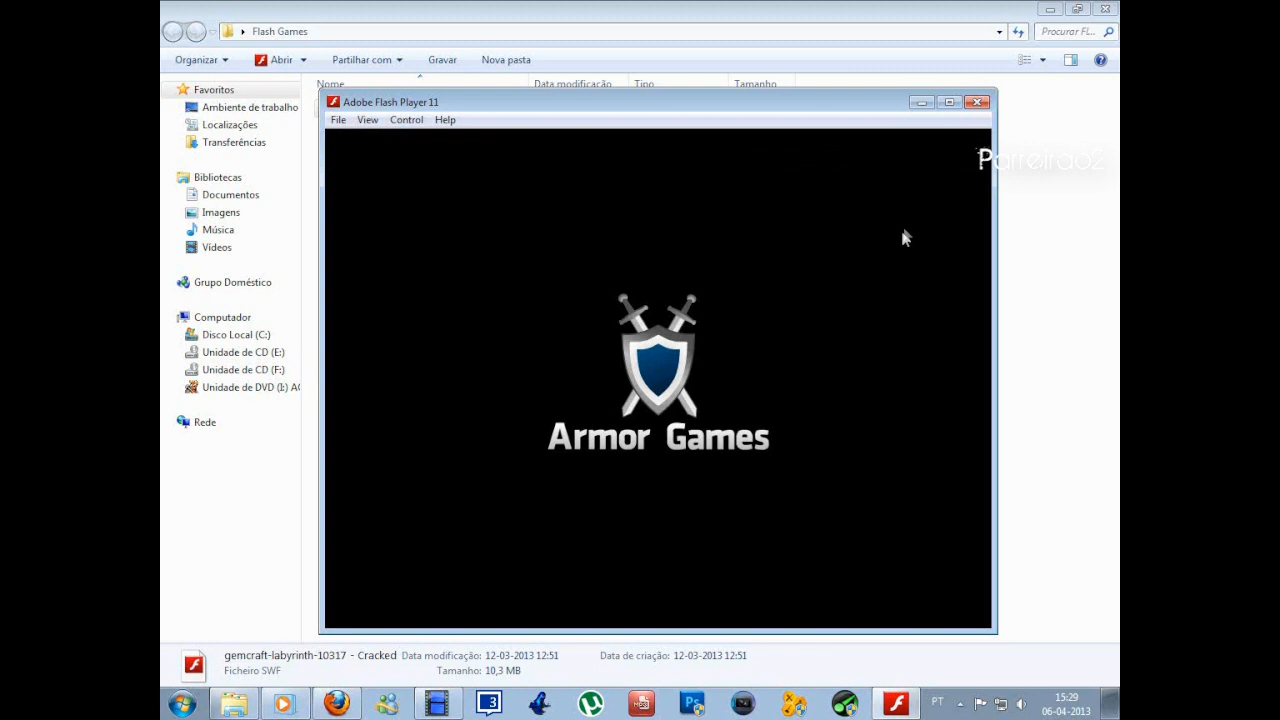 Flash Games
Procurar FL...
Organizar
Abrir
Partilhar com
Gravar
Nova pasta
Nome
Data modificação
Tipo
Tamanho
Favoritos
Ambiente de trabalho
Localizações
Transferências
Bibliotecas
Documentos
Imagens
Música
Vídeos
Grupo Doméstico
Computador
Disco Local (C:)
Unidade de CD (E:)
Unidade de CD (F:)
Unidade de DVD (I:) AC
Rede
Adobe Flash Player 11
File View Control Help
Parreirao2
Armor Games
gemcraft-labyrinth-10317 - Cracked
Data modificação: 12-03-2013 12:51
Data de criação: 12-03-2013 12:51
Ficheiro SWF
Tamanho: 10,3 MB
3
Ps
PT
15:29
06-04-2013